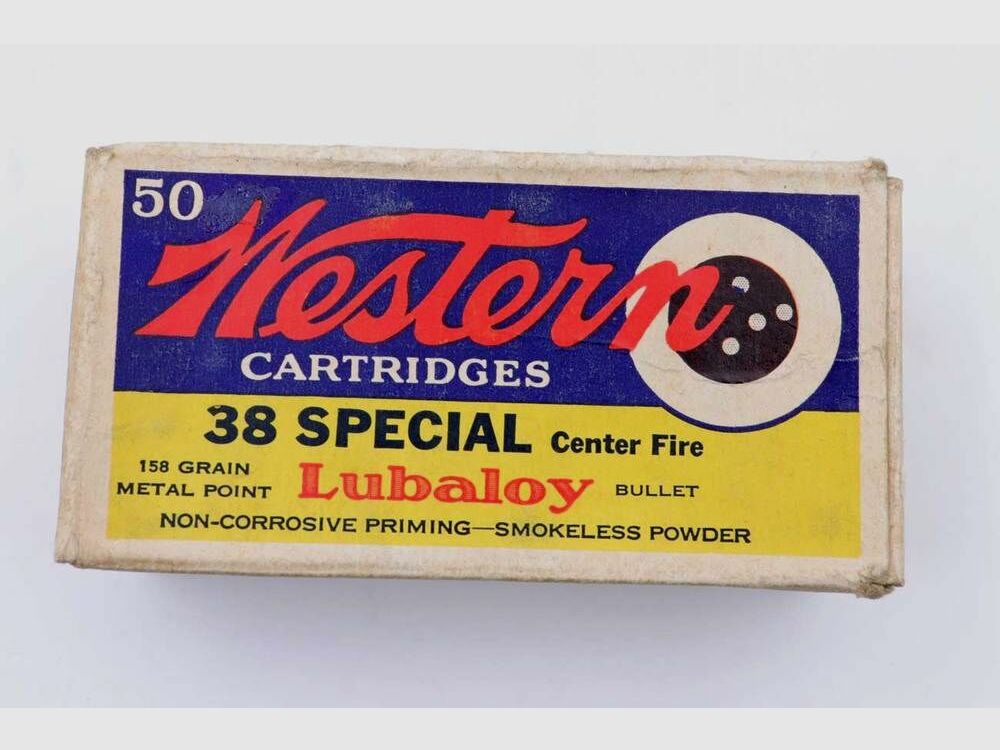 50
Western
CARTRIDGES
38 SPECIAL Center Fire
158 GRAIN
METAL POINT Lubaloy BULLET
NON-CORROSIVE PRIMING—SMOKELESS POWDER